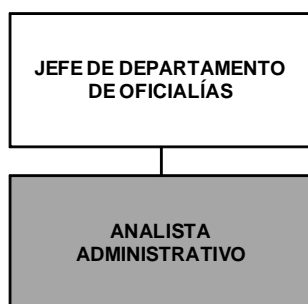 JEFE DE DEPARTAMENTO
DE OFICIALÍAS
ANALISTA
ADMINISTRATIVO